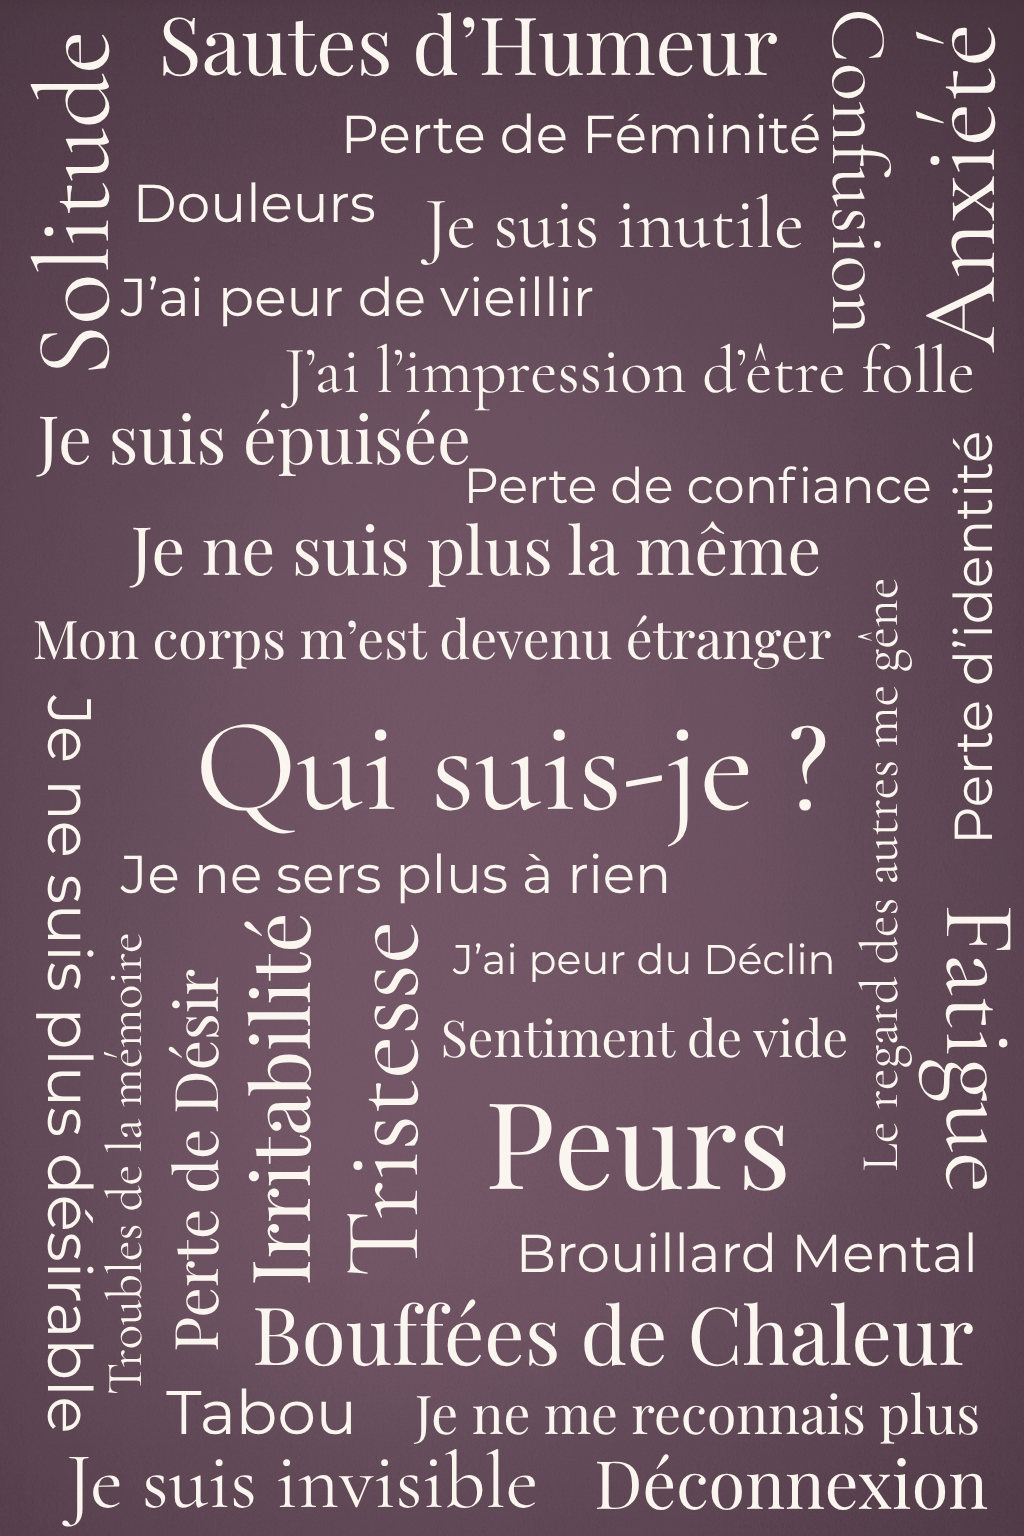 Sautes d’Humeur
Solitude
Confusion
Anxiété
Perte de Féminité
Douleurs
Je suis inutile
J’ai peur de vieillir
J’ai l’impression d’être folle
Je suis épuisée
Perte de confiance
Perte d’identité
Je ne suis plus la même
Mon corps m’est devenu étranger
Le regard des autres me gêne
Qui suis-je ?
Je ne suis plus désirable
Je ne sers plus à rien
Troubles de la mémoire
Perte de Désir
Irritabilité
Tristesse
J’ai peur du Déclin
Fatigue
Sentiment de vide
Peurs
Brouillard Mental
Bouffées de Chaleur
Tabou
Je ne me reconnais plus
Je suis invisible
Déconnexion